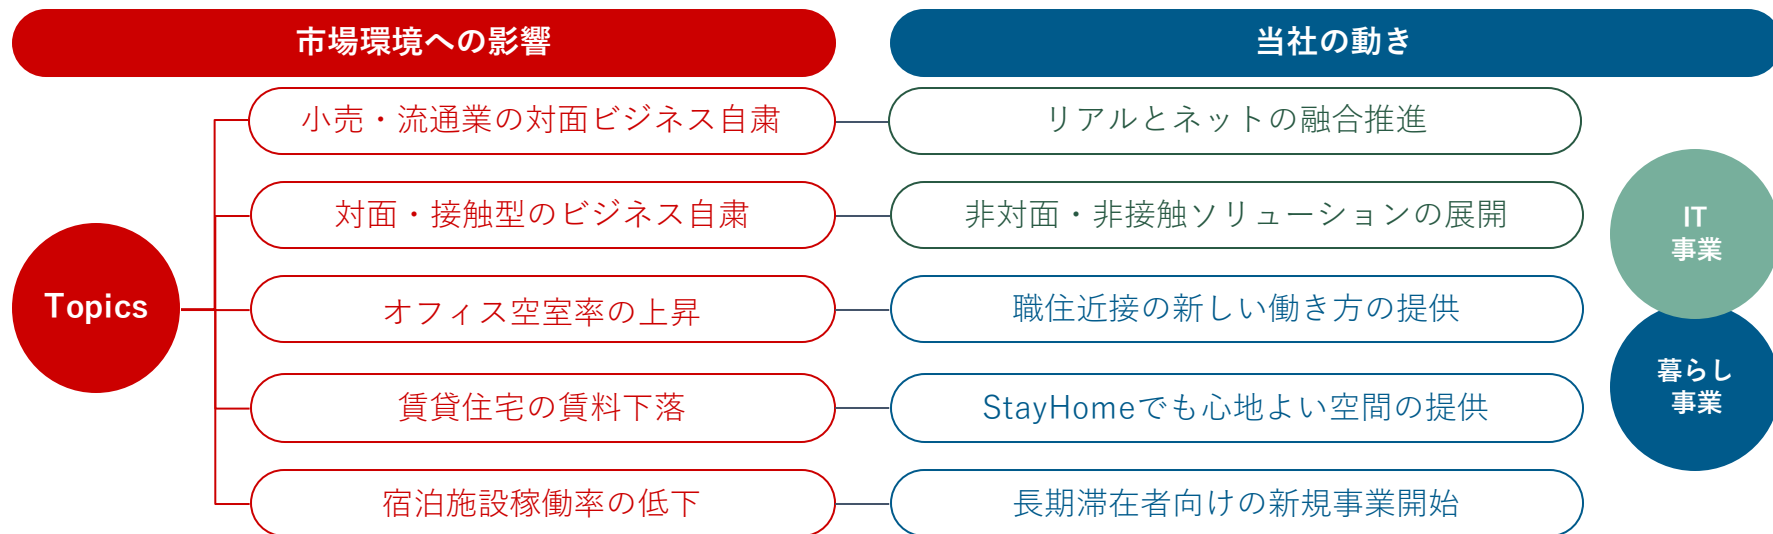 市場環境への影響
当社の動き
小売・流通業の対面ビジネス自粛
リアルとネットの融合推進
対面・接触型のビジネス自粛
非対面・非接触ソリューションの展開
IT
事業
Topics
オフィス空室率の上昇
職住近接の新しい働き方の提供
賃貸住宅の賃料下落
StayHomeでも心地よい空間の提供
暮らし
事業
宿泊施設稼働率の低下
長期滞在者向けの新規事業開始